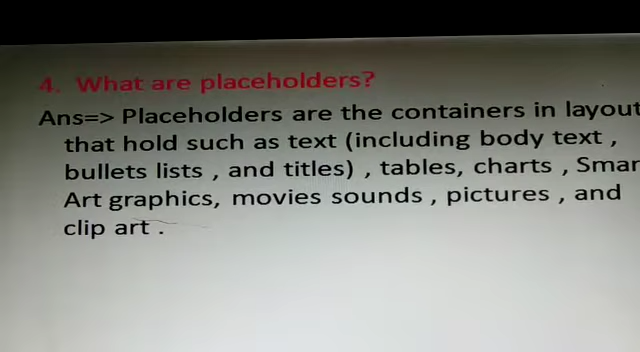 4. What are placeholders?
Ans=> Placeholders are the containers in layout
that hold such as text (including body text ,
bullets lists , and titles) , tables, charts , Smar
Art graphics, movies sounds , pictures , and
clip art .